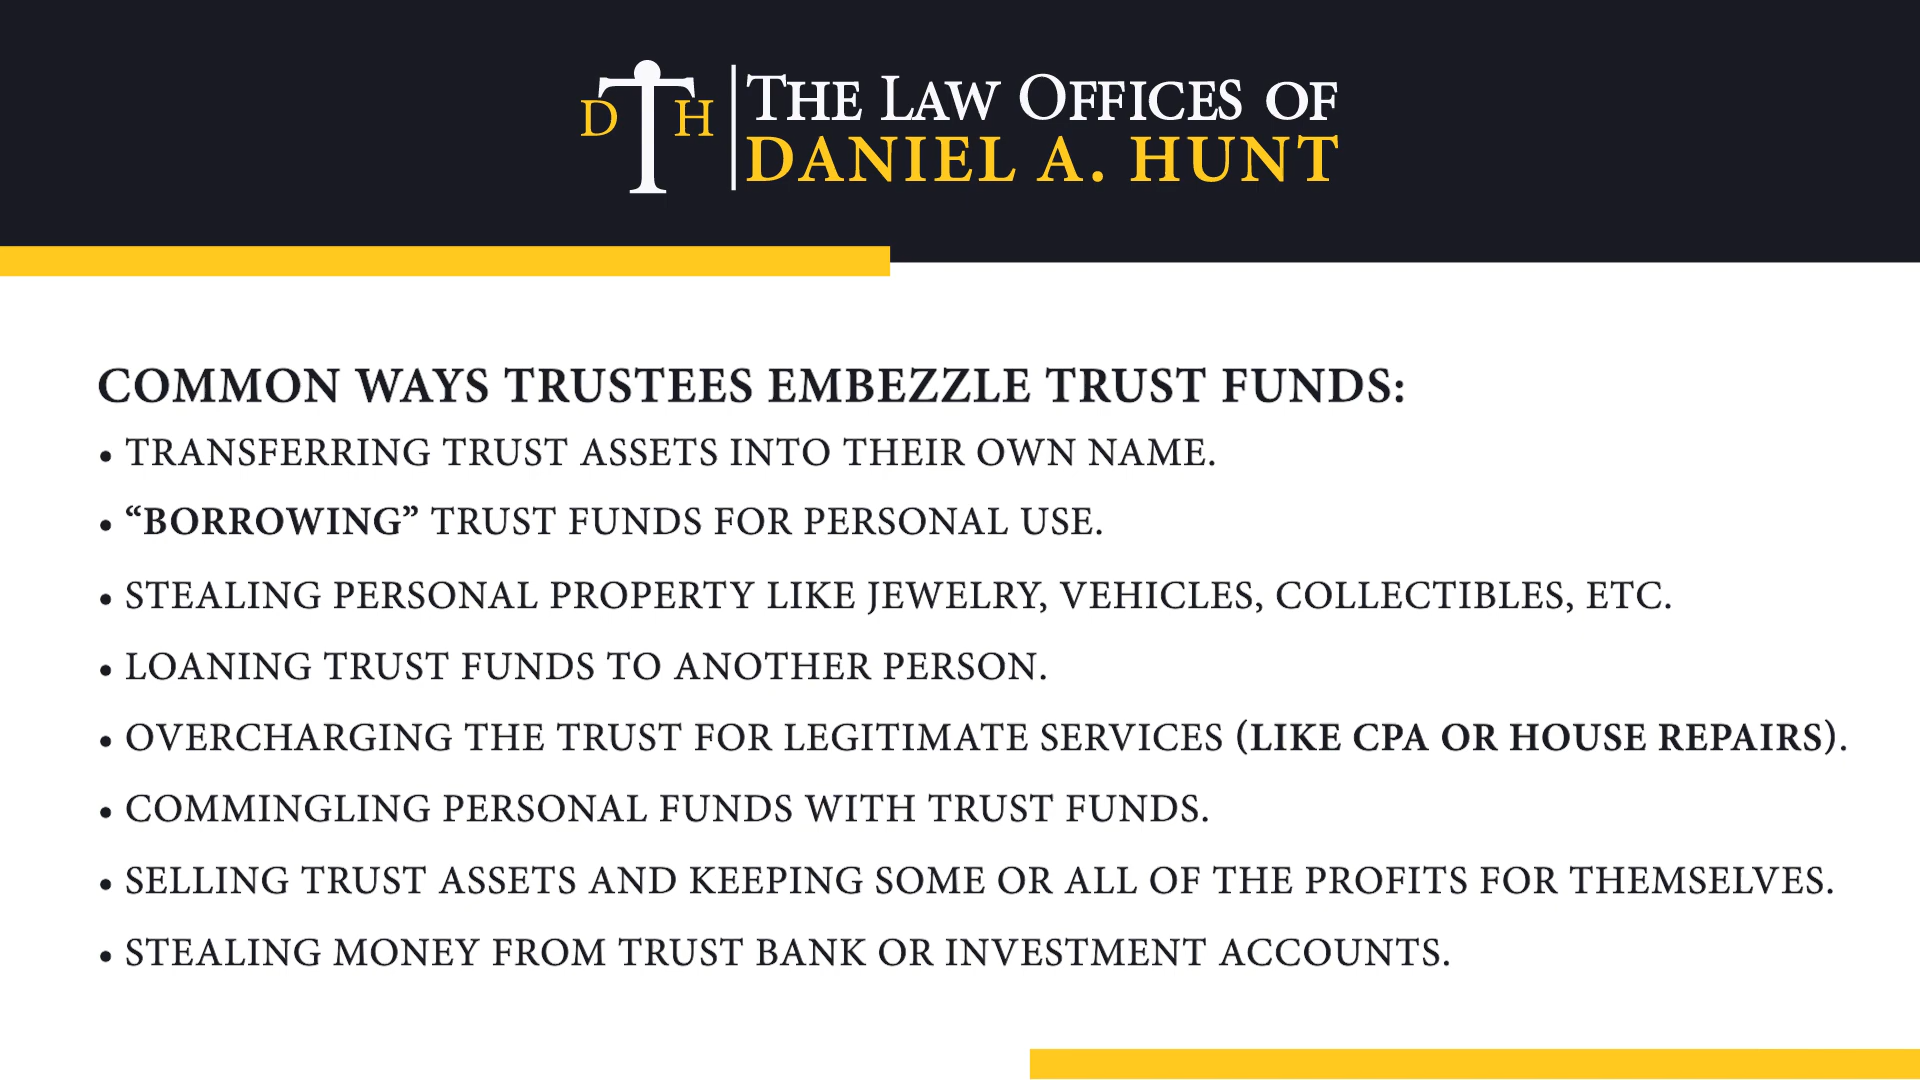 D T H
THE LAW OFFICES OF
DANIEL A. HUNT
COMMON WAYS TRUSTEES EMBEZZLE TRUST FUNDS:
• TRANSFERRING TRUST ASSETS INTO THEIR OWN NAME.
• “BORROWING” TRUST FUNDS FOR PERSONAL USE.
• STEALING PERSONAL PROPERTY LIKE JEWELRY, VEHICLES, COLLECTIBLES, ETC.
• LOANING TRUST FUNDS TO ANOTHER PERSON.
• OVERCHARGING THE TRUST FOR LEGITIMATE SERVICES (LIKE CPA OR HOUSE REPAIRS).
• COMMINGLING PERSONAL FUNDS WITH TRUST FUNDS.
• SELLING TRUST ASSETS AND KEEPING SOME OR ALL OF THE PROFITS FOR THEMSELVES.
• STEALING MONEY FROM TRUST BANK OR INVESTMENT ACCOUNTS.